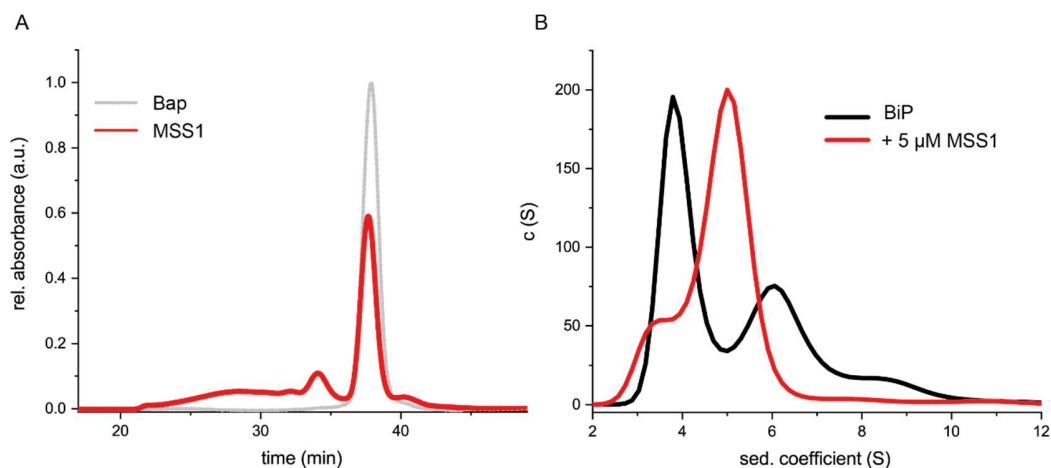 A
B
1.0
0.8
0.6
0.4
0.2
0.0
rel. absorbance (a.u.)
Bap
MSS1
20
30
40
time (min)
200
150
100
50
0
c (S)
BiP
+ 5 µM MSS1
2
4
6
8
10
12
sed. coefficient (S)